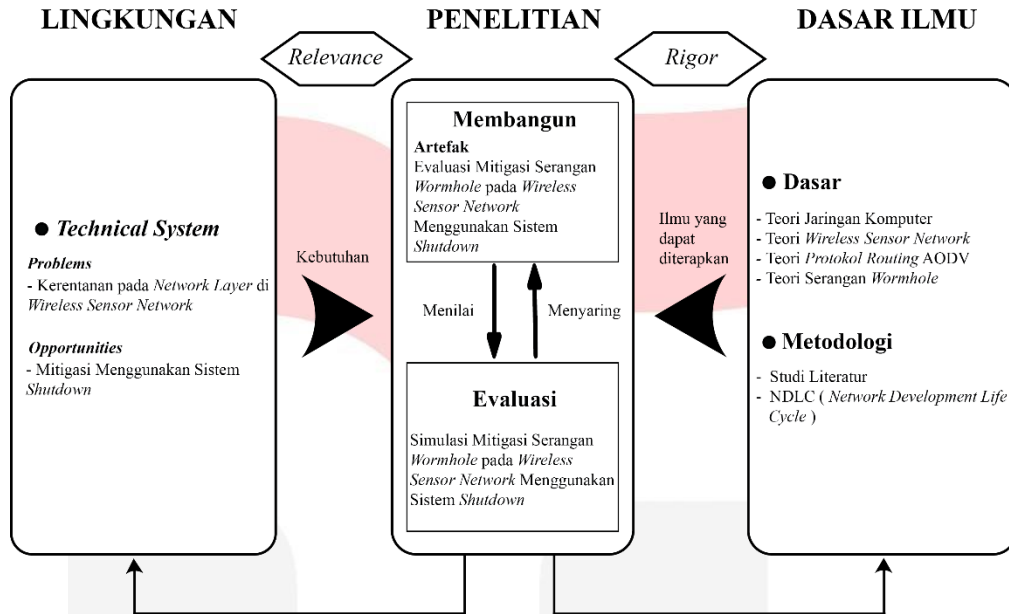 LINGKUNGAN
PENELITIAN
DASAR ILMU
Relevance
Rigor
● Technical System
Problems
- Kerentanan pada Network Layer di
Wireless Sensor Network
Opportunities
- Mitigasi Menggunakan Sistem
Shutdown
Kebutuhan
Membangun
Artefak
Evaluasi Mitigasi Serangan
Wormhole pada Wireless
Sensor Network
Menggunakan Sistem
Shutdown
Menilai
Menyaring
Evaluasi
Simulasi Mitigasi Serangan
Wormhole pada Wireless
Sensor Network Menggunakan
Sistem Shutdown
Ilmu yang
dapat
diterapkan
● Dasar
- Teori Jaringan Komputer
- Teori Wireless Sensor Network
- Teori Protokol Routing AODV
- Teori Serangan Wormhole
● Metodologi
- Studi Literatur
- NDLC ( Network Development Life
Cycle )